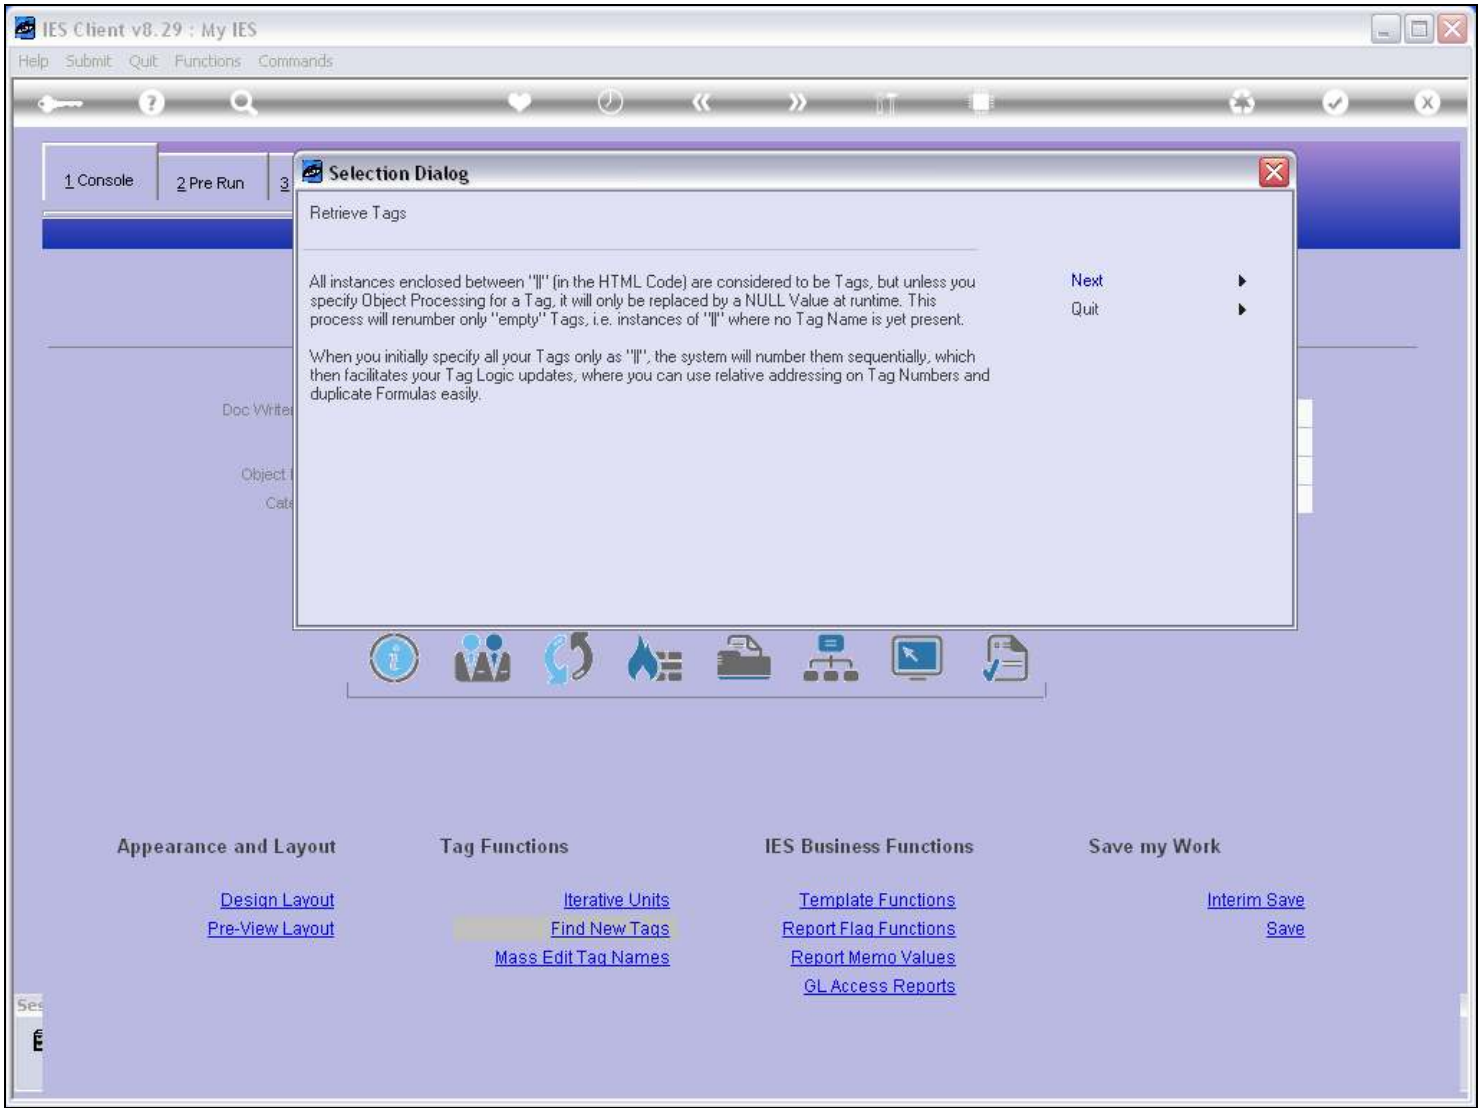 IES Client v8.29 : My IES
Help Submit Quit Functions Commands
1 Console
2 Pre Run
3
Selection Dialog
Retrieve Tags
All instances enclosed between "||" (in the HTML Code) are considered to be Tags, but unless you
specify Object Processing for a Tag, it will only be replaced by a NULL Value at runtime. This
process will renumber only "empty" Tags, i.e. instances of "||" where no Tag Name is yet present.
When you initially specify all your Tags only as "||", the system will number them sequentially, which
then facilitates your Tag Logic updates, where you can use relative addressing on Tag Numbers and
duplicate Formulas easily.
Next
Quit
Doc Writer
Object
Cate
Appearance and Layout
Design Layout
Pre-View Layout
Tag Functions
Iterative Units
Find New Tags
Mass Edit Tag Names
IES Business Functions
Template Functions
Report Flag Functions
Report Memo Values
GL Access Reports
Save my Work
Interim Save
Save
Ses